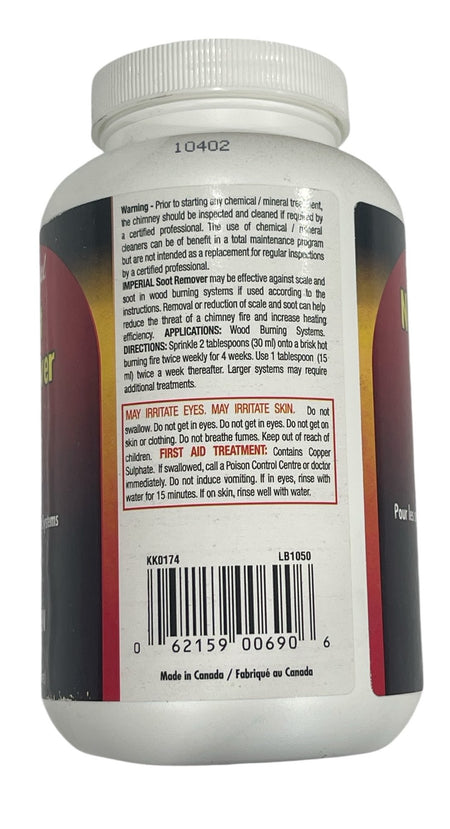 10402
Warning - Prior to starting any chemical / mineral treatment,
the chimney should be inspected and cleaned if required by
a certified professional. The use of chemical / mineral
cleaners can be of benefit in a total maintenance program
but are not intended as a replacement for regular inspections
by a certified professional.
IMPERIAL Soot Remover may be effective against scale and
soot in wood burning systems if used according to the
instructions. Removal or reduction of scale and soot can help
reduce the threat of a chimney fire and increase heating
efficiency. APPLICATIONS: Wood Burning Systems.
DIRECTIONS: Sprinkle 2 tablespoons (30 ml) onto a brisk hot
burning fire twice weekly for 4 weeks. Use 1 tablespoon (15
ml) twice a week thereafter. Larger systems may require
additional treatments.
MAY IRRITATE EYES. MAY IRRITATE SKIN. Do not
swallow. Do not get in eyes. Do not get in eyes. Do not get on
skin or clothing. Do not breathe fumes. Keep out of reach of
children. FIRST AID TREATMENT: Contains Copper
Sulphate. If swallowed, call a Poison Control Centre or doctor
immediately. Do not induce vomiting. If in eyes, rinse with
water for 15 minutes. If on skin, rinse well with water.
KK0174 LB1050
0 62159 00690 6
Made in Canada / Fabriqué au Canada
er
Pour les